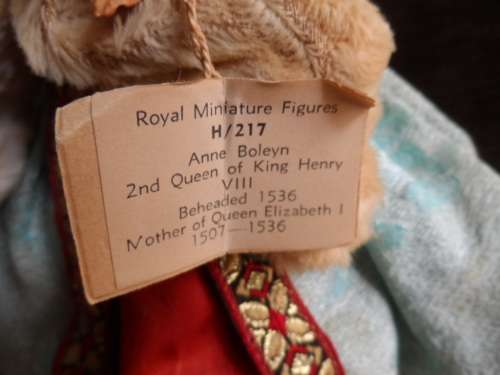 Royal Miniature Figures
H/217
Anne Boleyn
2nd Queen of King Henry
VIII
Beheaded 1536
Mother of Queen Elizabeth I
1507—1536